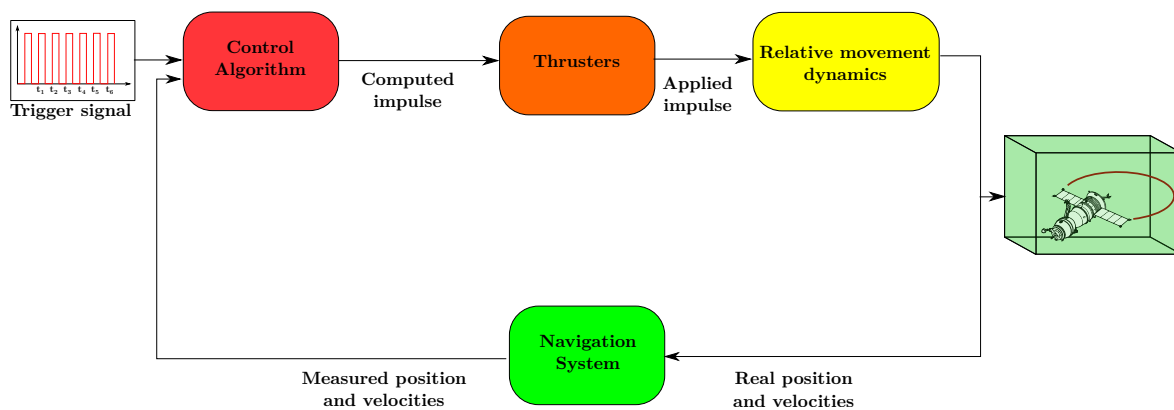 t1 t2 t3 t4 t5 t6
Trigger signal
Control
Algorithm
Computed
impulse
Thrusters
Applied
impulse
Relative movement
dynamics
Navigation
System
Measured position
and velocities
Real position
and velocities